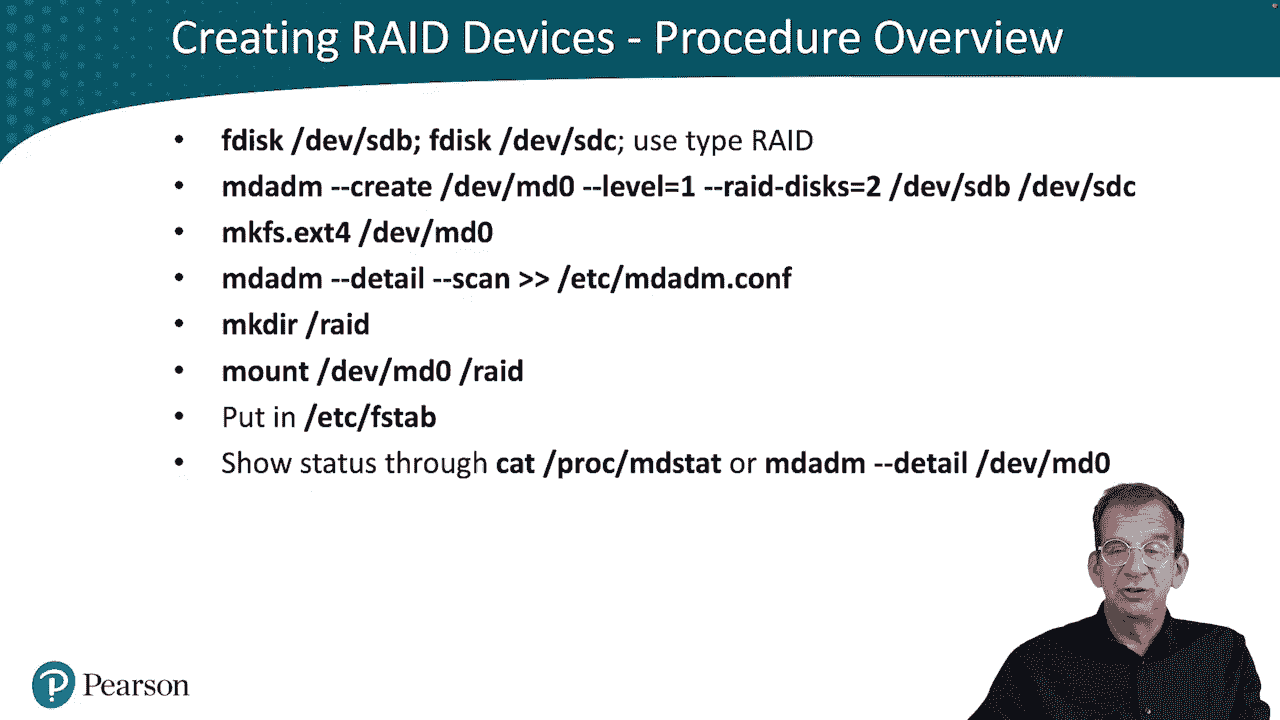 Creating RAID Devices - Procedure Overview
• fdisk /dev/sdb; fdisk /dev/sdc; use type RAID
• mdadm --create /dev/md0 --level=1 --raid-disks=2 /dev/sdb /dev/sdc
• mkfs.ext4 /dev/md0
• mdadm --detail --scan >> /etc/mdadm.conf
• mkdir /raid
• mount /dev/md0 /raid
• Put in /etc/fstab
• Show status through cat /proc/mdstat or mdadm --detail /dev/md0
Pearson